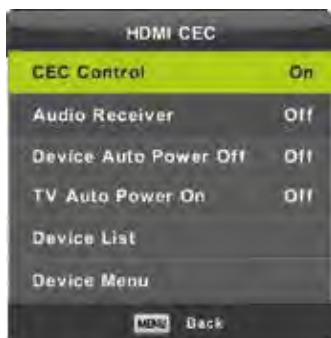 HDMI CEC
CEC Control On
Audio Receiver Off
Device Auto Power Off Off
TV Auto Power On Off
Device List
Device Menu
MENU Back